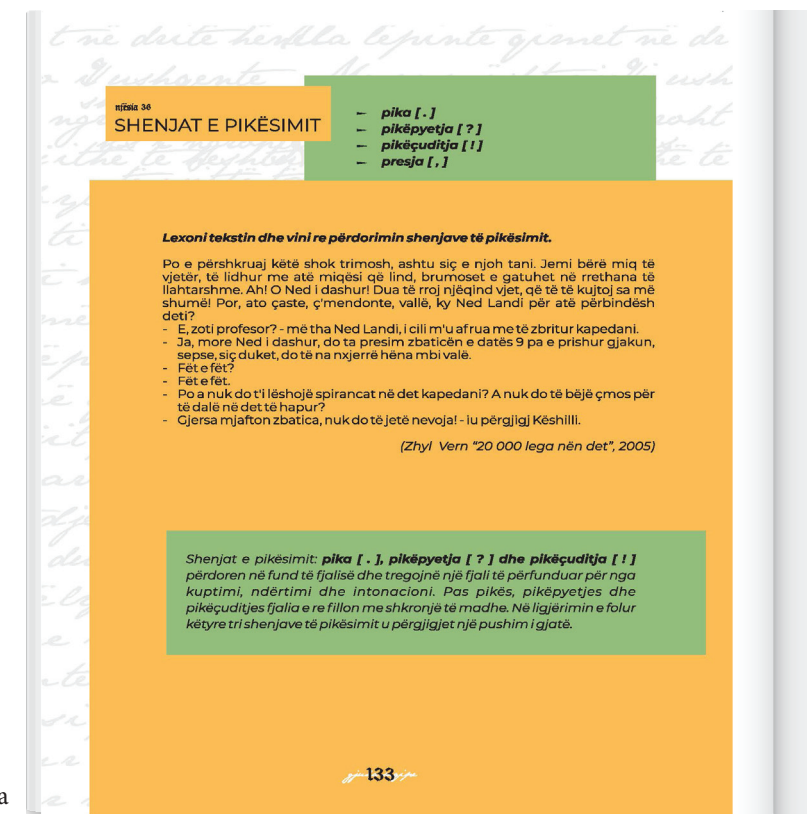 njësia 36
SHENJAT E PIKËSIMIT
– pika [ . ]
– pikëpyetja [ ? ]
– pikëçuditja [ ! ]
– presja [ , ]
Lexoni tekstin dhe vini re përdorimin shenjave të pikësimit.
Po e përshkruaj këtë shok trimosh, ashtu siç e njoh tani. Jemi bërë miq të
vjetër, të lidhur me atë miqësi që lind, brumoset e gatuhet në rrethana të
llahtarshme. Ah! O Ned i dashur! Dua të rroj njëqind vjet, që të të kujtoj sa më
shumë! Por, ato çaste, ç'mendonte, vallë, ky Ned Landi për atë përbindësh
deti?
- E, zoti profesor? - më tha Ned Landi, i cili m'u afrua me të zbritur kapedani.
- Ja, more Ned i dashur, do ta presim zbaticën e datës 9 pa e prishur gjakun,
sepse, siç duket, do të na nxjerrë hëna mbi valë.
- Fët e fët?
- Fët e fët.
- Po a nuk do t'i lëshojë spirancat në det kapedani? A nuk do të bëjë çmos për
të dalë në det të hapur?
- Gjersa mjafton zbatica, nuk do të jetë nevoja! - iu përgjigj Këshilli.
(Zhyl Vern "20 000 lega nën det", 2005)
Shenjat e pikësimit: pika [ . ], pikëpyetja [ ? ] dhe pikëçuditja [ ! ]
përdoren në fund të fjalisë dhe tregojnë një fjali të përfunduar për nga
kuptimi, ndërtimi dhe intonacioni. Pas pikës, pikëpyetjes dhe
pikëçuditjes fjalia e re fillon me shkronjë të madhe. Në ligjërimin e folur
këtyre tri shenjave të pikësimit u përgjigjet një pushim i gjatë.
133
a